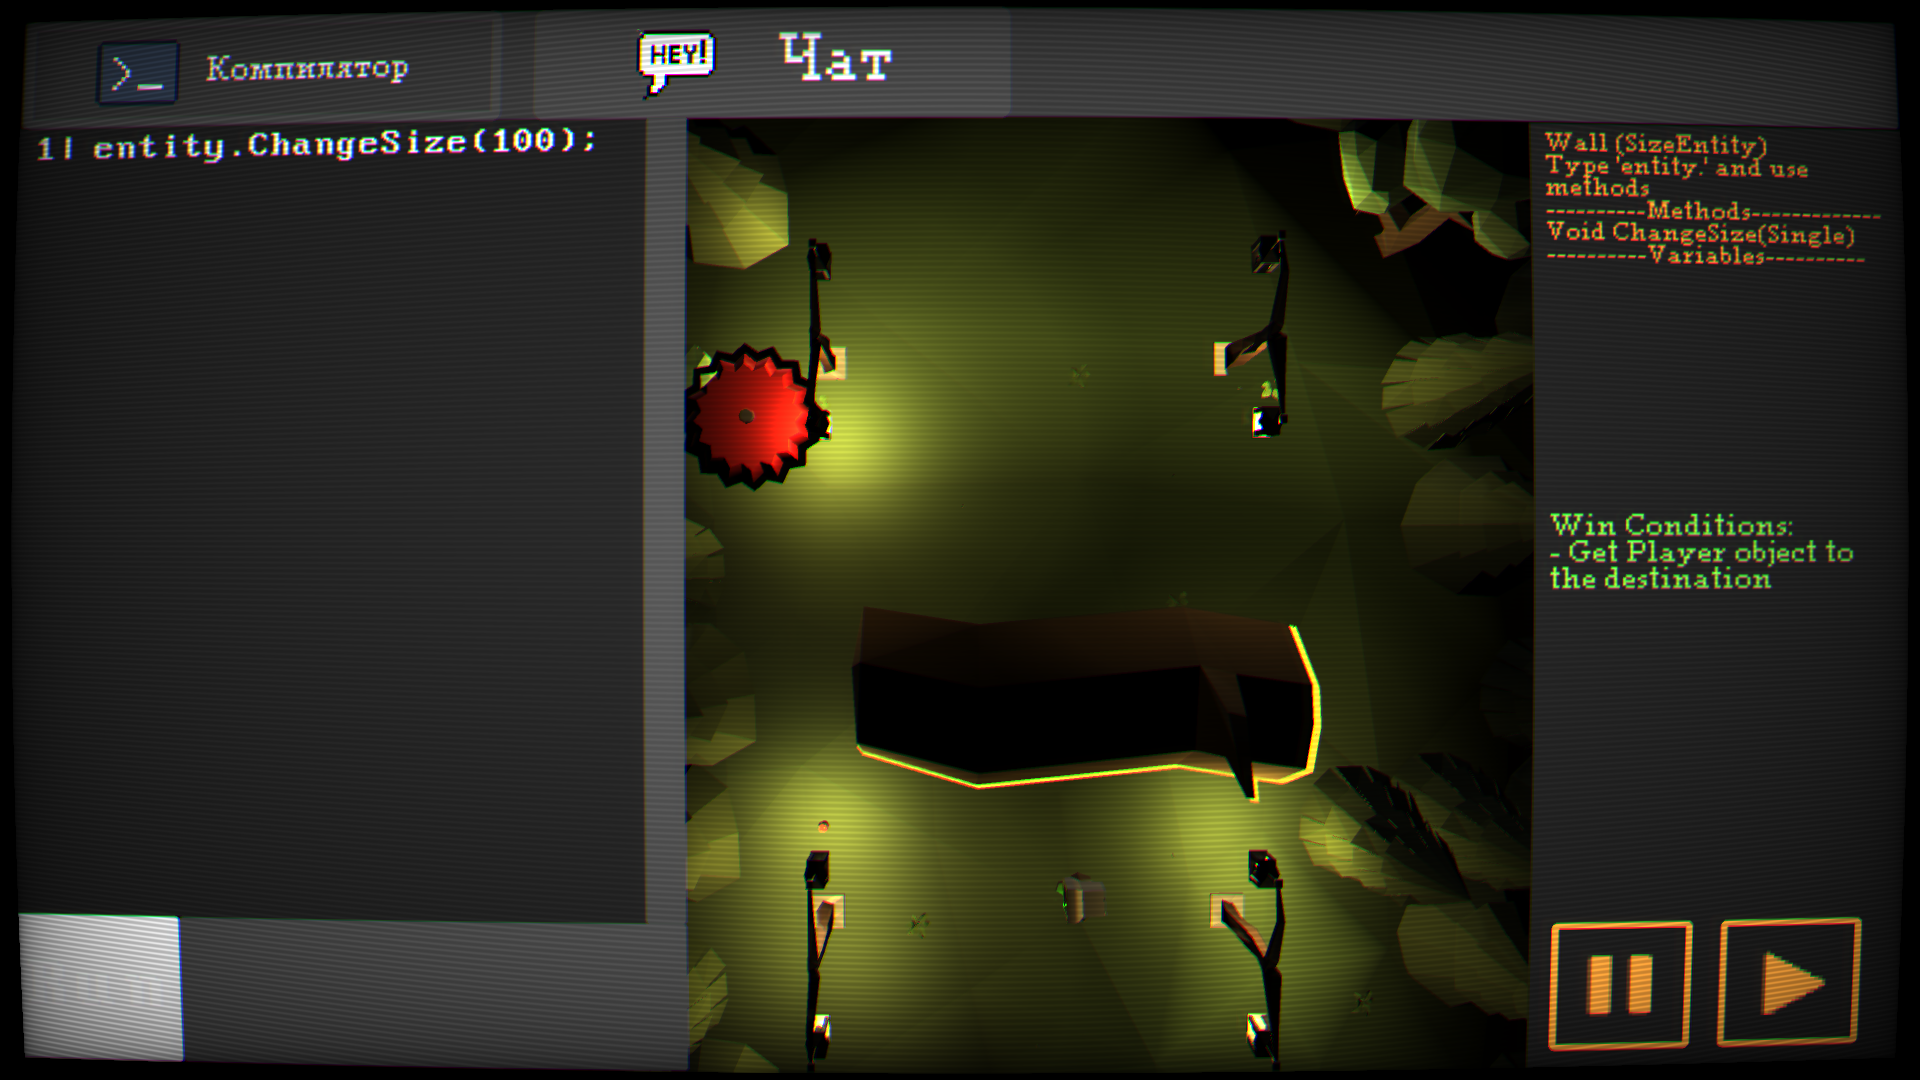 >_ Компилятор
HEY! Чат
1| entity.ChangeSize(100);
Wall (SizeEntity)
Type 'entity.' and use
methods
----------Methods-------------
Void ChangeSize(Single)
----------Variables----------
Win Conditions:
- Get Player object to
the destination